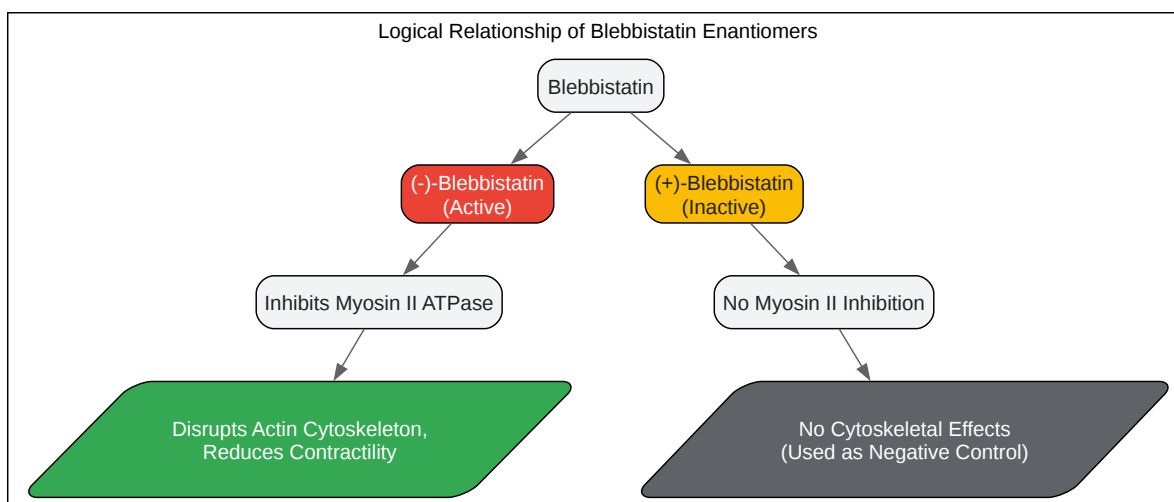 Logical Relationship of Blebbistatin Enantiomers
Blebbistatin
(-)-Blebbistatin
(Active)
(+)-Blebbistatin
(Inactive)
Inhibits Myosin II ATPase
No Myosin II Inhibition
Disrupts Actin Cytoskeleton,
Reduces Contractility
No Cytoskeletal Effects
(Used as Negative Control)